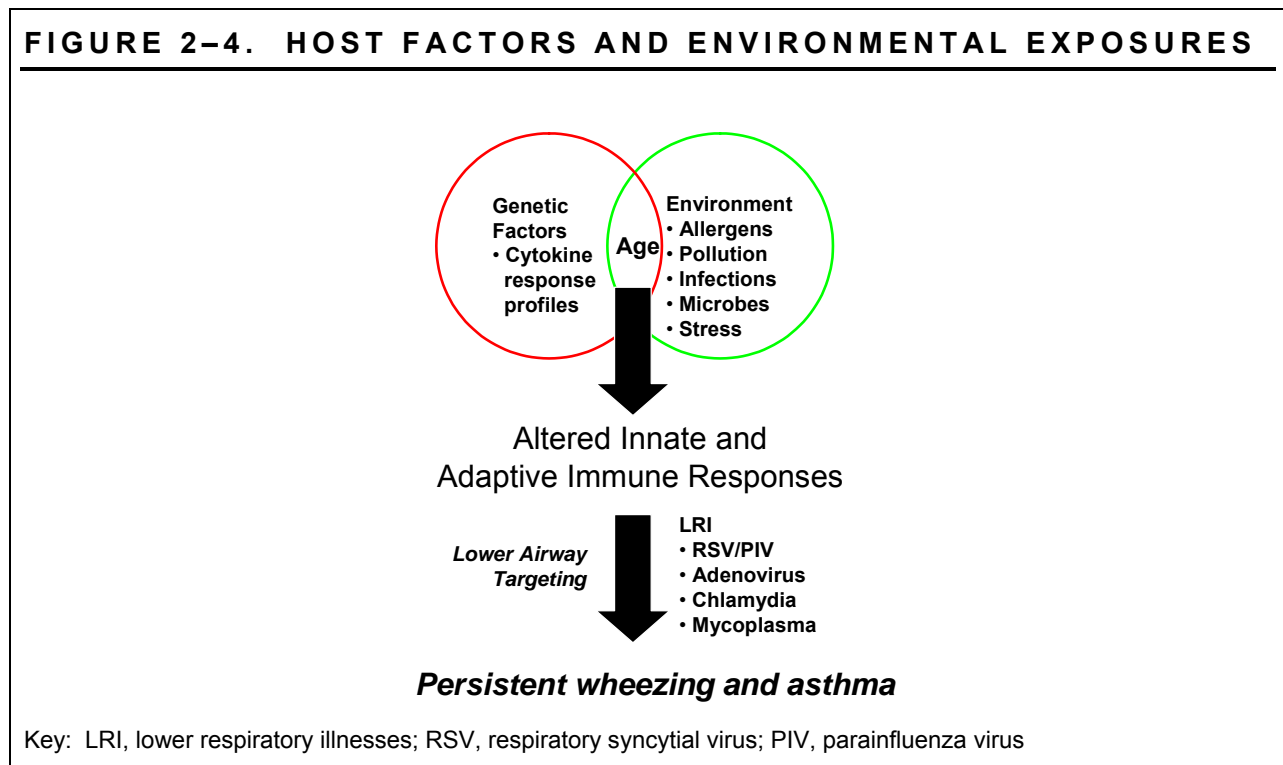 FIGURE 2–4. HOST FACTORS AND ENVIRONMENTAL EXPOSURES
Genetic
Factors
• Cytokine
response
profiles
Age
Environment
• Allergens
• Pollution
• Infections
• Microbes
• Stress
Altered Innate and
Adaptive Immune Responses
Lower Airway
Targeting
LRI
• RSV/PIV
• Adenovirus
• Chlamydia
• Mycoplasma
Persistent wheezing and asthma
Key: LRI, lower respiratory illnesses; RSV, respiratory syncytial virus; PIV, parainfluenza virus